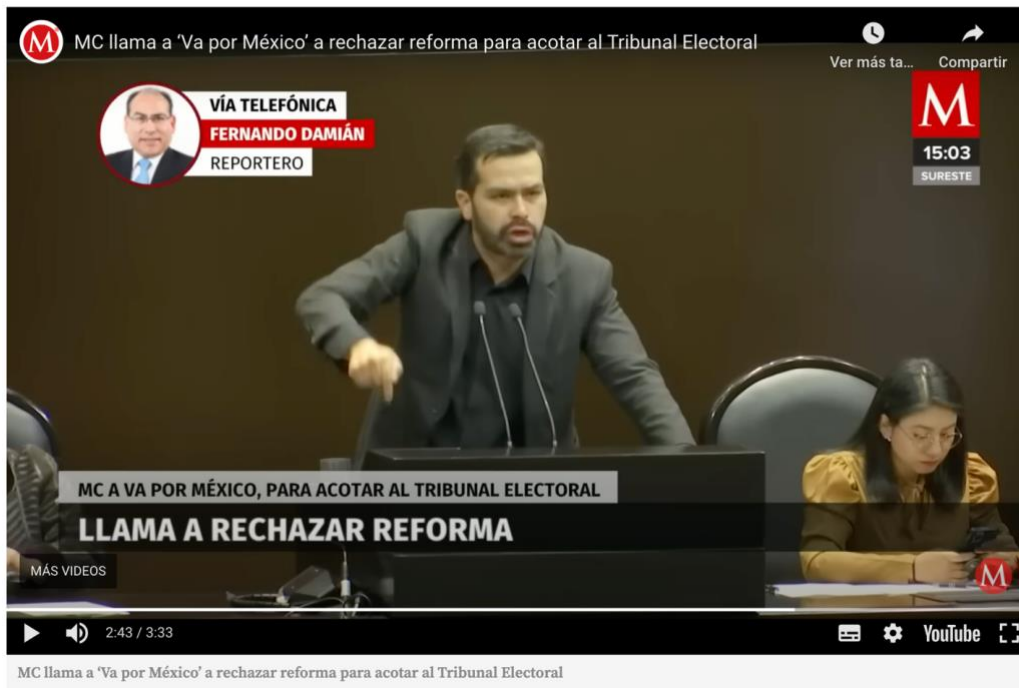 M MC llama a ‘Va por México’ a rechazar reforma para acotar al Tribunal Electoral
Ver más ta... Compartir
VÍA TELEFÓNICA
FERNANDO DAMIÁN
REPORTERO
M
15:03
SURESTE
MC A VA POR MÉXICO, PARA ACOTAR AL TRIBUNAL ELECTORAL
LLAMA A RECHAZAR REFORMA
MÁS VIDEOS
M
2:43 / 3:33 YouTube
MC llama a ‘Va por México’ a rechazar reforma para acotar al Tribunal Electoral